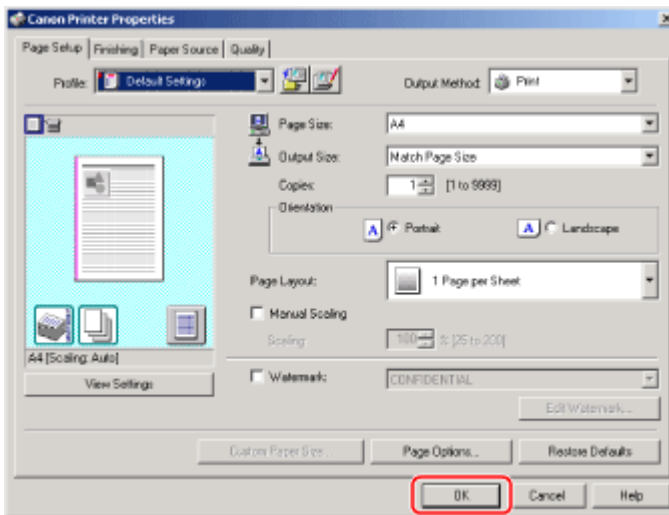 Canon Printer Properties
Page Setup Finishing Paper Source Quality
Profile: Default Settings Output Method: Print
Page Size: A4
Output Size: Match Page Size
Copies: 1 [1 to 9999]
Orientation
A Portrait A Landscape
Page Layout: 1 Page per Sheet
Manual Scaling
Scaling: 100 % [25 to 200]
A4 [Scaling: Auto]
View Settings
Watermark: CONFIDENTIAL
Edit Watermark...
Custom Paper Size... Page Options... Restore Defaults
OK Cancel Help